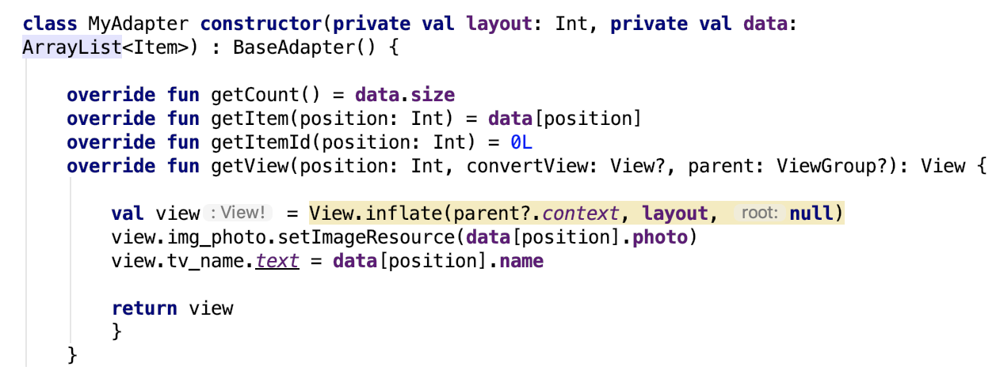 class MyAdapter constructor(private val layout: Int, private val data:
ArrayList<Item>) : BaseAdapter() {
override fun getCount() = data.size
override fun getItem(position: Int) = data[position]
override fun getItemId(position: Int) = 0L
override fun getView(position: Int, convertView: View?, parent: ViewGroup?): View {
val view : View! = View.inflate(parent?.context, layout, root: null)
view.img_photo.setImageResource(data[position].photo)
view.tv_name.text = data[position].name
return view
}
}